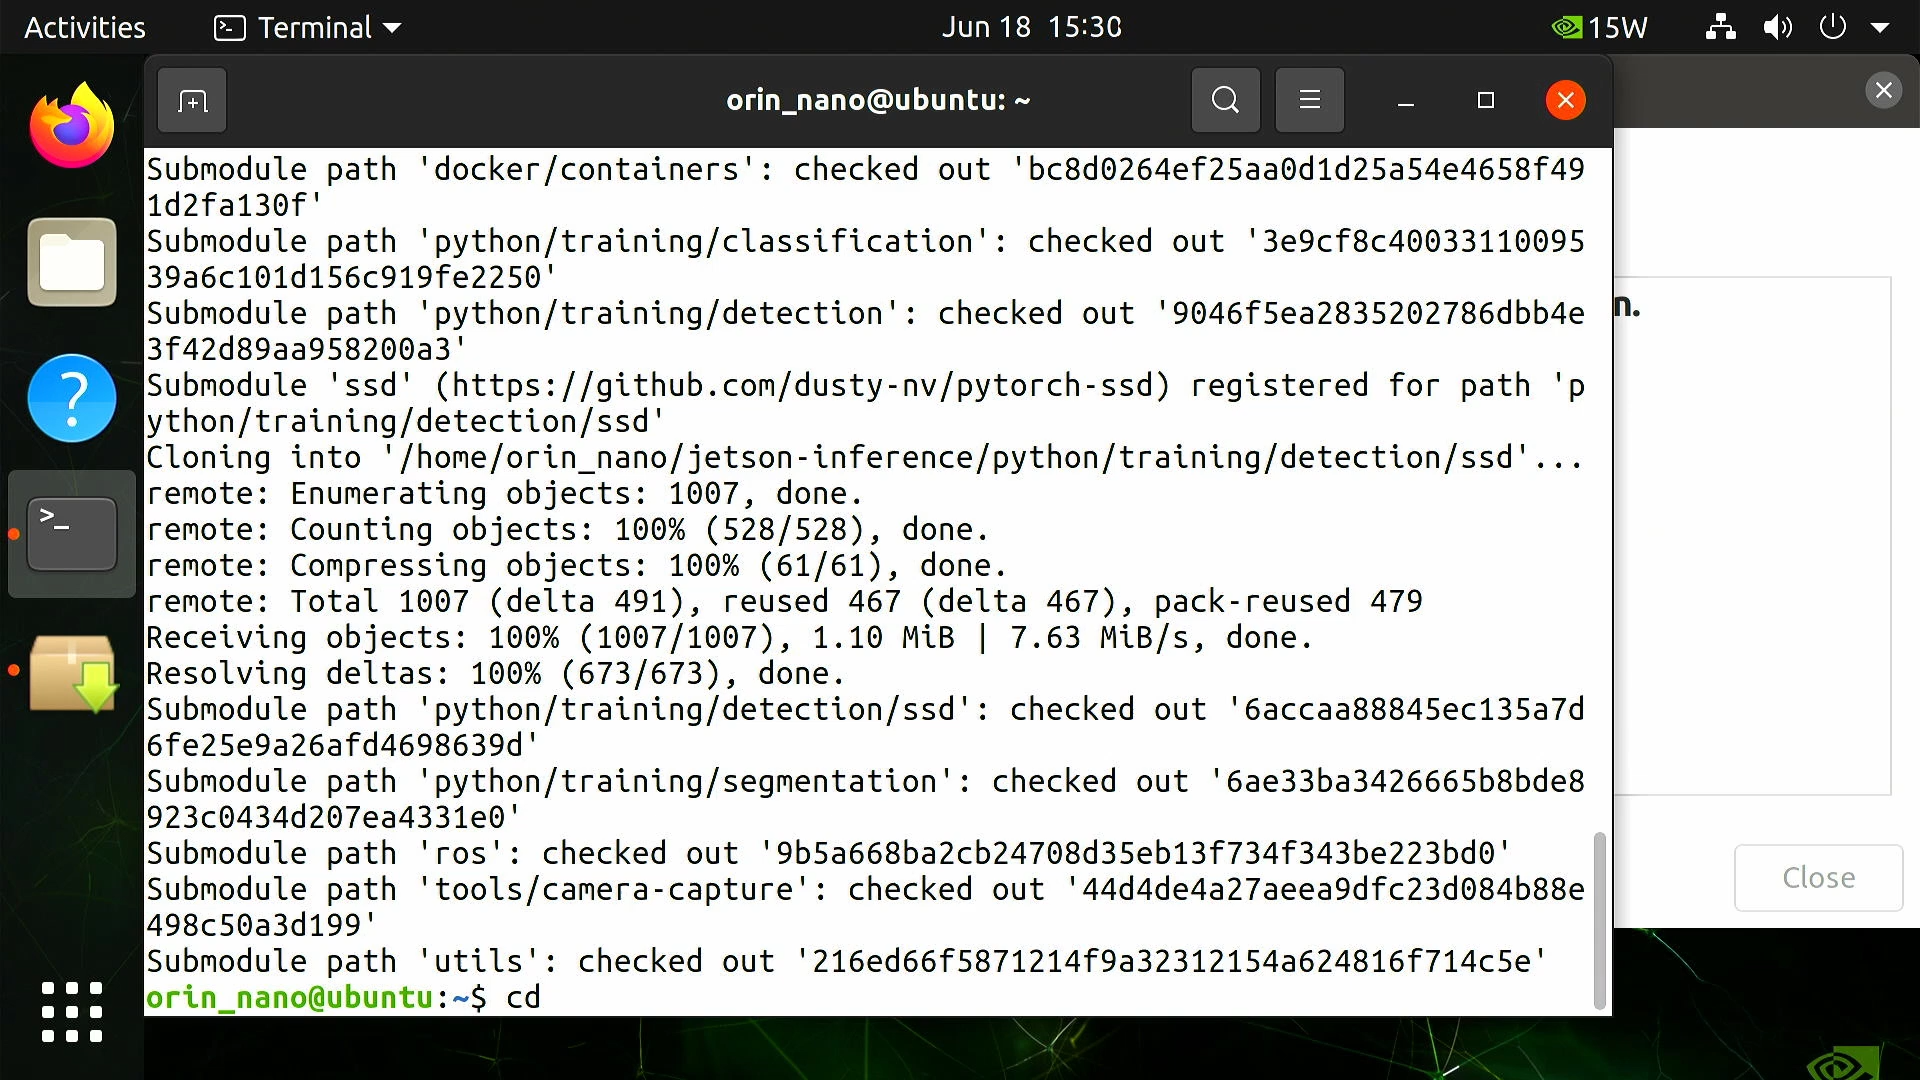 Activities
Terminal
Jun 18 15:30
15W
orin_nano@ubuntu: ~
Submodule path 'docker/containers': checked out 'bc8d0264ef25aa0d1d25a54e4658f49
1d2fa130f'
Submodule path 'python/training/classification': checked out '3e9cf8c40033110095
39a6c101d156c919fe2250'
Submodule path 'python/training/detection': checked out '9046f5ea2835202786dbb4e
3f42d89aa958200a3'
Submodule 'ssd' (https://github.com/dusty-nv/pytorch-ssd) registered for path 'p
ython/training/detection/ssd'
Cloning into '/home/orin_nano/jetson-inference/python/training/detection/ssd'...
remote: Enumerating objects: 1007, done.
remote: Counting objects: 100% (528/528), done.
remote: Compressing objects: 100% (61/61), done.
remote: Total 1007 (delta 491), reused 467 (delta 467), pack-reused 479
Receiving objects: 100% (1007/1007), 1.10 MiB | 7.63 MiB/s, done.
Resolving deltas: 100% (673/673), done.
Submodule path 'python/training/detection/ssd': checked out '6accaa88845ec135a7d
6fe25e9a26afd4698639d'
Submodule path 'python/training/segmentation': checked out '6ae33ba3426665b8bde8
923c0434d207ea4331e0'
Submodule path 'ros': checked out '9b5a668ba2cb24708d35eb13f734f343be223bd0'
Submodule path 'tools/camera-capture': checked out '44d4de4a27aeea9dfc23d084b88e
498c50a3d199'
Submodule path 'utils': checked out '216ed66f5871214f9a32312154a624816f714c5e'
orin_nano@ubuntu:~$ cd
n.
Close